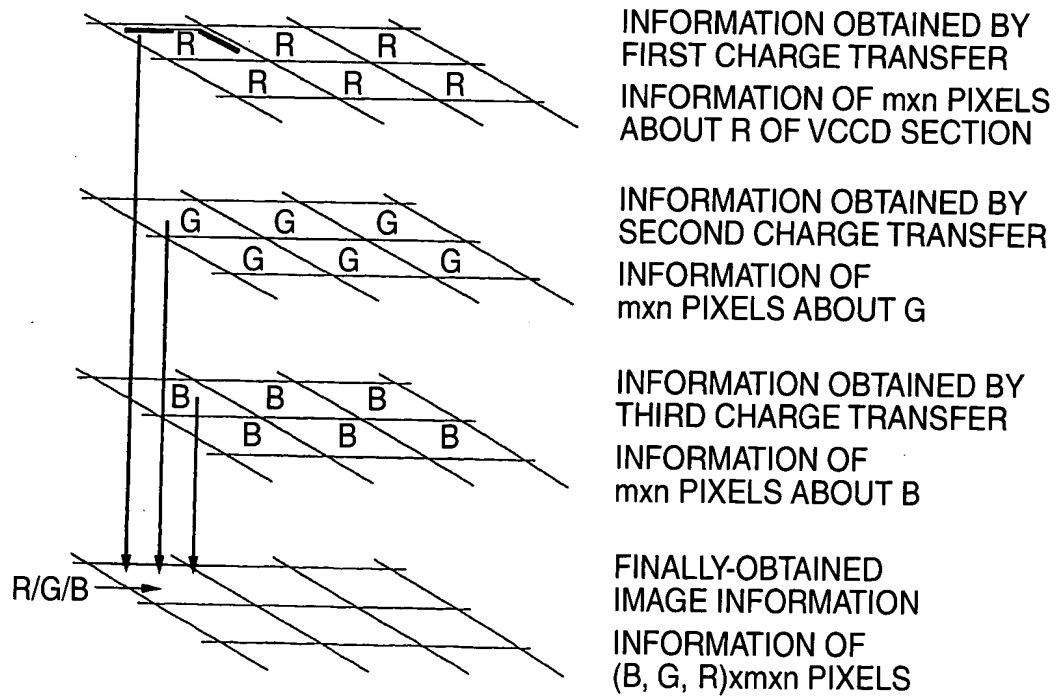 R R R
R R R
INFORMATION OBTAINED BY
FIRST CHARGE TRANSFER
INFORMATION OF mxn PIXELS
ABOUT R OF VCCD SECTION
G G G
G G G
INFORMATION OBTAINED BY
SECOND CHARGE TRANSFER
INFORMATION OF
mxn PIXELS ABOUT G
B B B
B B B
INFORMATION OBTAINED BY
THIRD CHARGE TRANSFER
INFORMATION OF
mxn PIXELS ABOUT B
R/G/B
FINALLY-OBTAINED
IMAGE INFORMATION
INFORMATION OF
(B, G, R)xmxn PIXELS